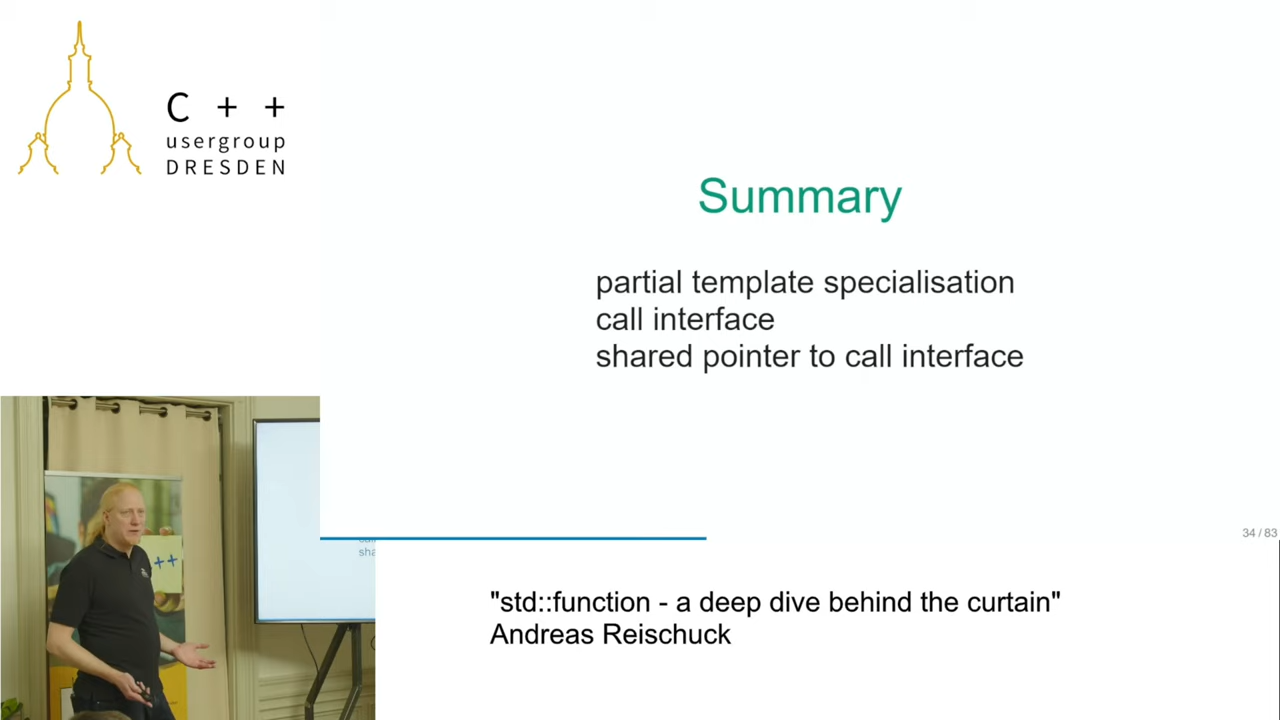 C + +
usergroup
DRESDEN
Summary
partial template specialisation
call interface
shared pointer to call interface
34 / 83
++
sha
"std::function - a deep dive behind the curtain"
Andreas Reischuck